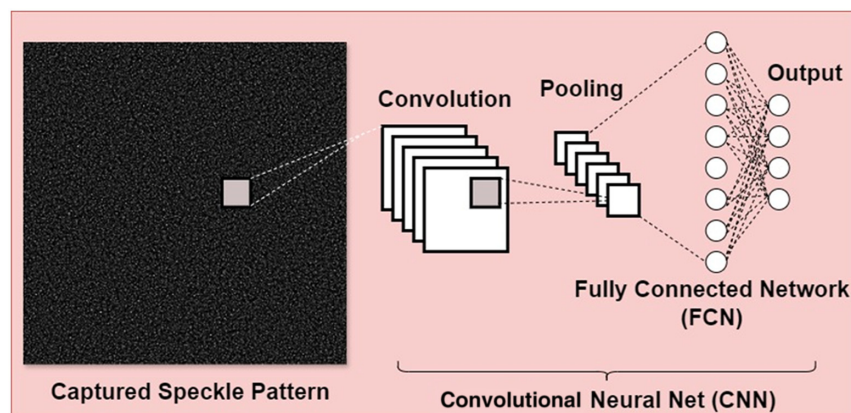 Convolution
Pooling
Output
Fully Connected Network
(FCN)
Captured Speckle Pattern
Convolutional Neural Net (CNN)